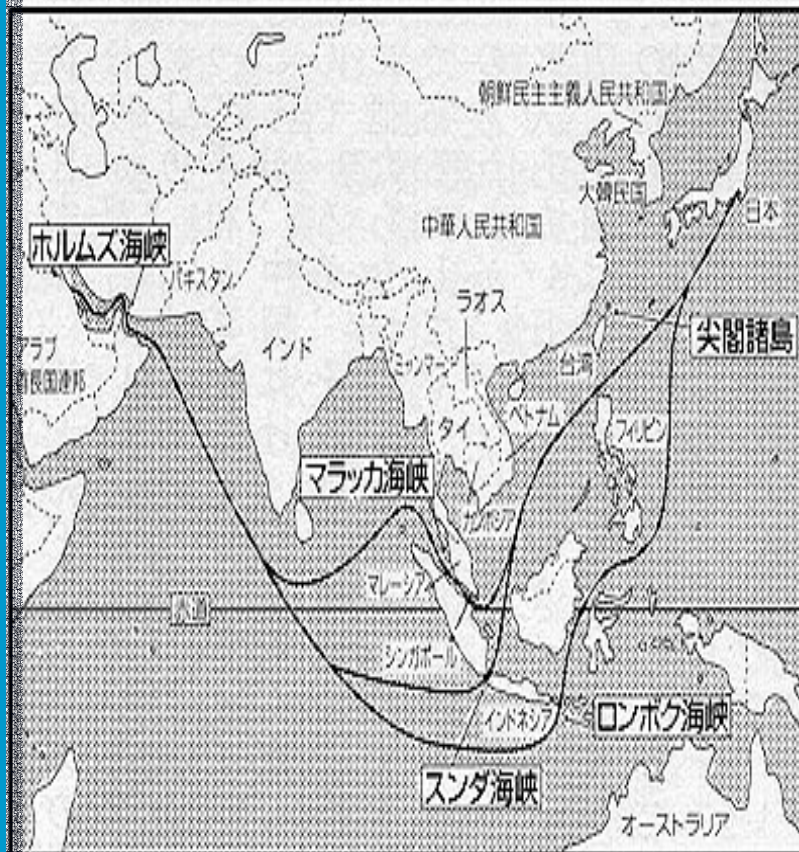 朝鮮民主主義人民共和国
大韓民国
日本
中華人民共和国
ホルムズ海峡
パキスタン
ラオス
尖閣諸島
アラブ
首長国連邦
インド
ミャンマー
台湾
ベトナム
タイ
フィリピン
マラッカ海峡
カンボジア
マレーシア
赤道
シンガポール
インドネシア
ロンボク海峡
スンダ海峡
オーストラリア